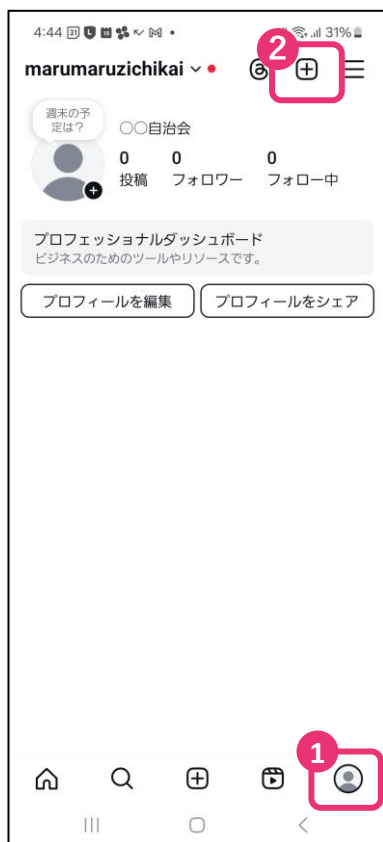 4:44
31%
2
marumaruzichikai
週末の予
定は？
〇〇自治会
0 0 0
投稿 フォロワー フォロー中
プロフェッショナルダッシュボード
ビジネスのためのツールやリソースです。
プロフィールを編集 プロフィールをシェア
1